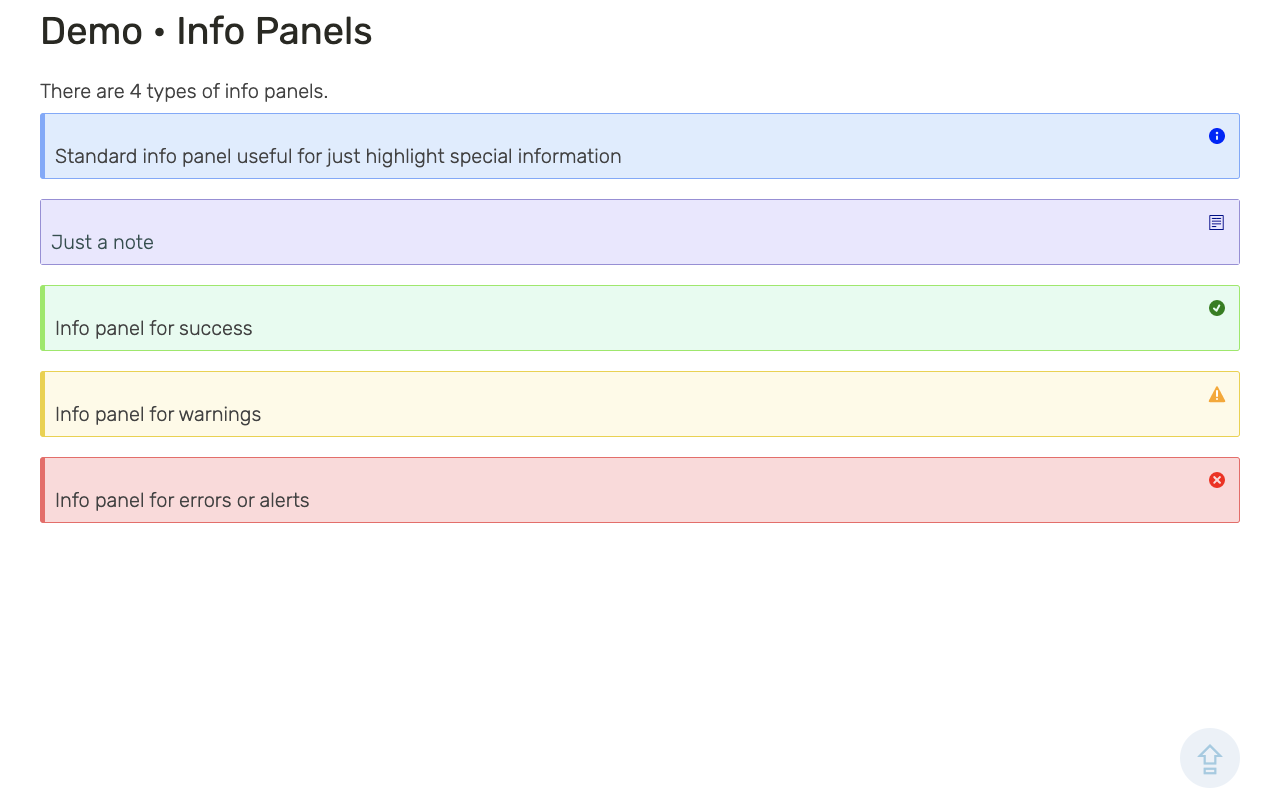 Demo • Info Panels
There are 4 types of info panels.
Standard info panel useful for just highlight special information
Just a note
Info panel for success
Info panel for warnings
Info panel for errors or alerts